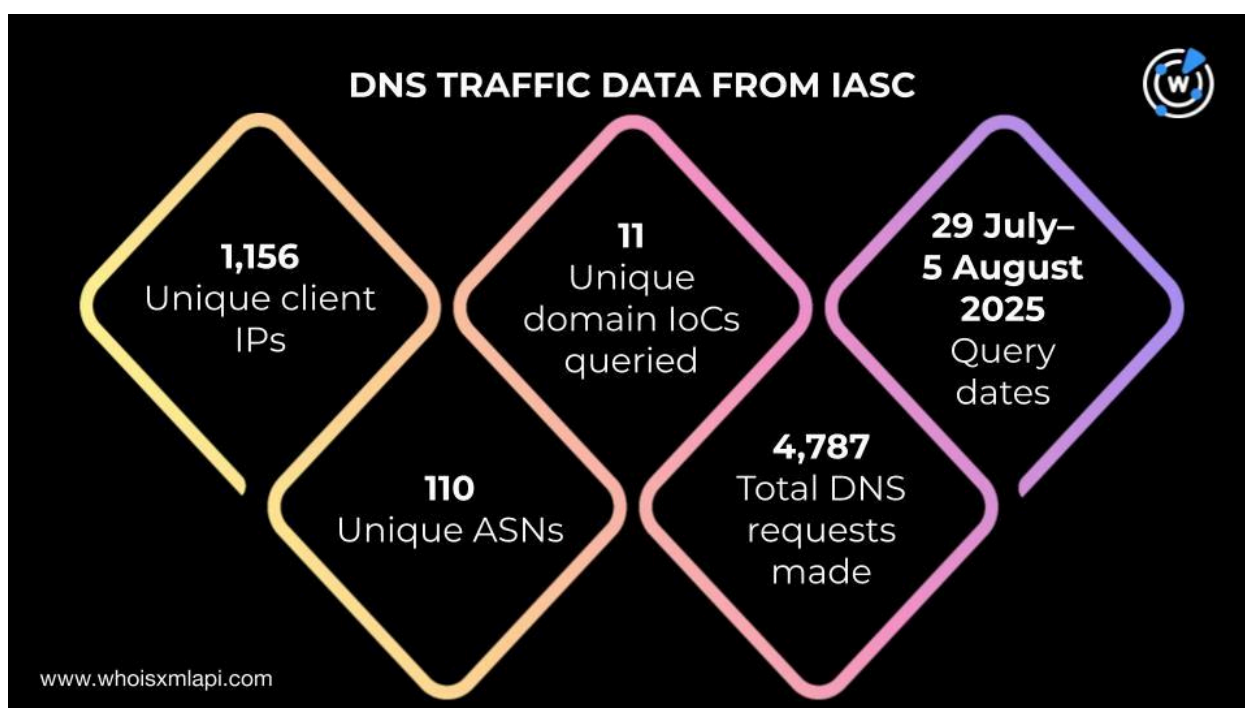 DNS TRAFFIC DATA FROM IASC
W
1,156
Unique client
IPs
110
Unique ASNs
11
Unique
domain IoCs
queried
4,787
Total DNS
requests
made
29 July–
5 August
2025
Query
dates
www.whoisxmlapi.com